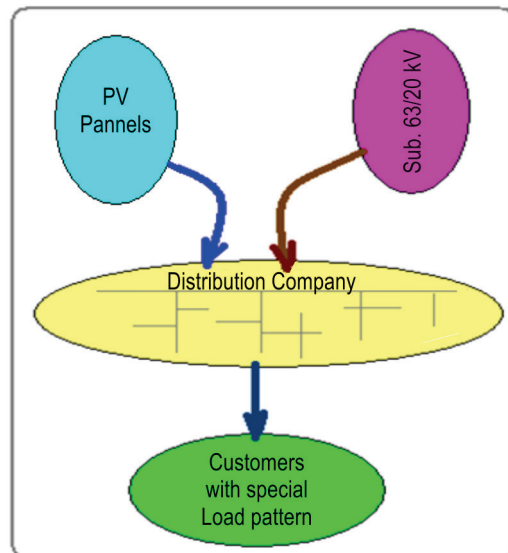 PV
Pannels
Sub. 63/20 kV
Distribution Company
Customers
with special
Load pattern